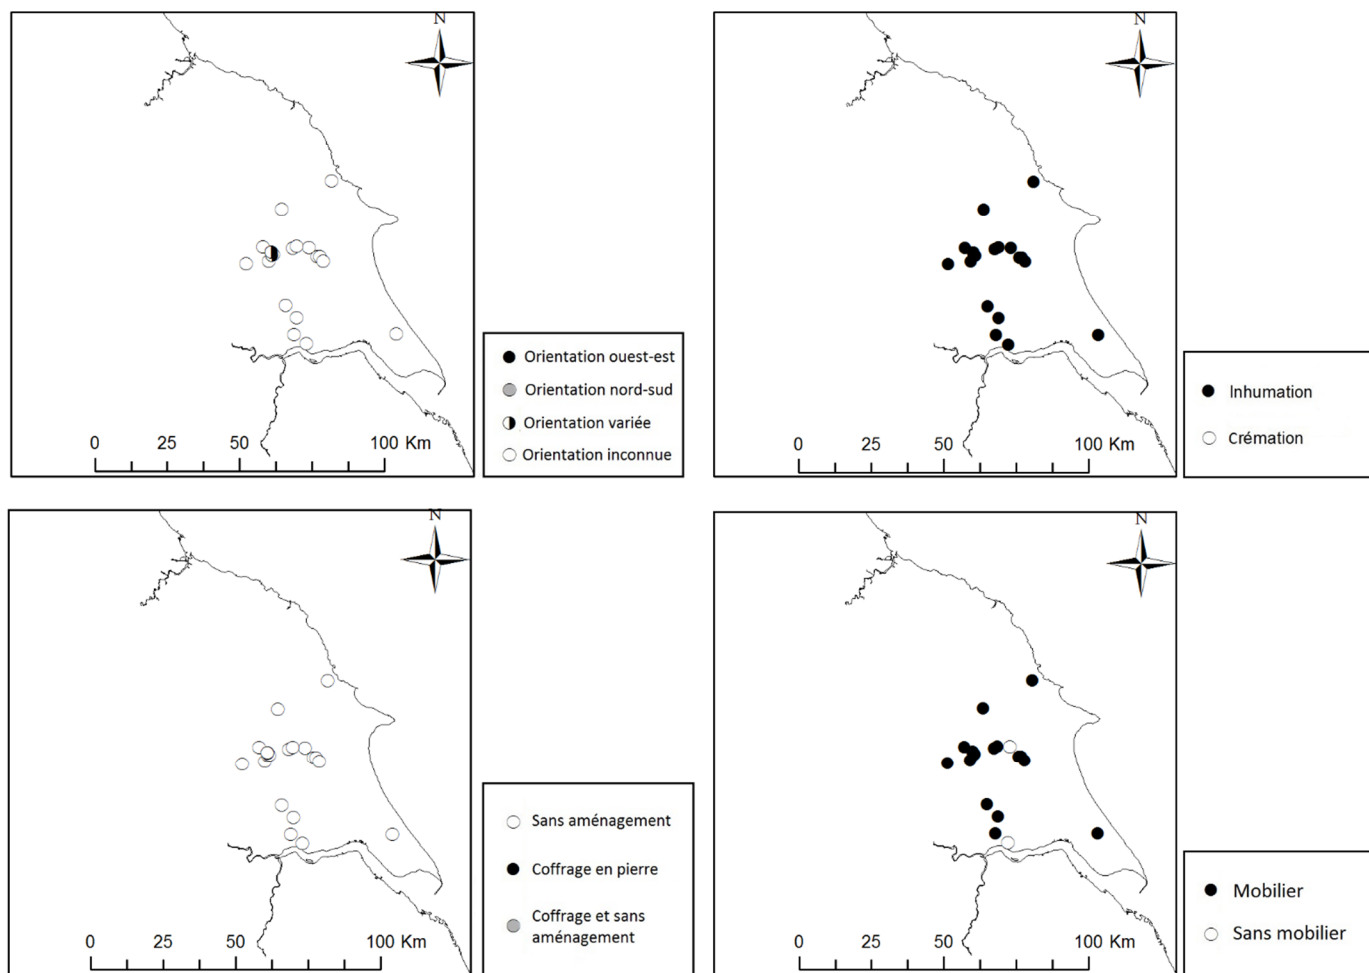 N
Orientation ouest-est
Orientation nord-sud
Orientation variée
Orientation inconnue
0 25 50 100 Km
N
Inhumation
Crémation
0 25 50 100 Km
N
Sans aménagement
Coffrage en pierre
Coffrage et sans
aménagement
0 25 50 100 Km
N
Mobilier
Sans mobilier
0 25 50 100 Km